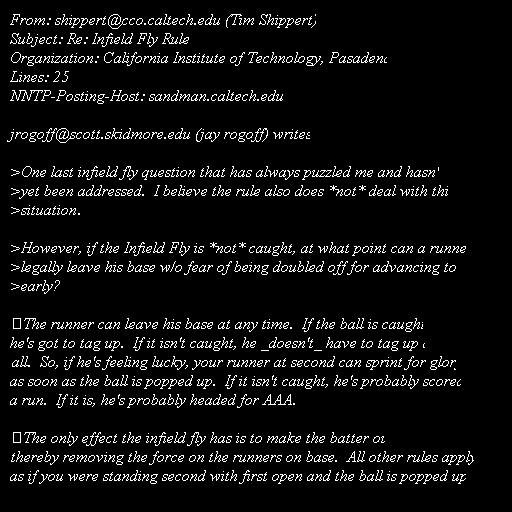 From: shippert@cco.caltech.edu (Tim Shippert)
Subject: Re: Infield Fly Rule
Organization: California Institute of Technology, Pasadena
Lines: 25
NNTP-Posting-Host: sandman.caltech.edu

jrogoff@scott.skidmore.edu (jay rogoff) writes

>One last infield fly question that has always puzzled me and hasn'
>yet been addressed.  I believe the rule also does *not* deal with thi
>situation.

>However, if the Infield Fly is *not* caught, at what point can a runne
>legally leave his base w/o fear of being doubled off for advancing to
>early?

The runner can leave his base at any time.  If the ball is caught
he's got to tag up.  If it isn't caught, he _doesn't_ have to tag up
all.  So, if he's feeling lucky, your runner at second can sprint for glory
as soon as the ball is popped up.  If it isn't caught, he's probably scored
a run.  If it is, he's probably headed for AAA.

The only effect the infield fly has is to make the batter ou
thereby removing the force on the runners on base.  All other rules apply
as if you were standing second with first open and the ball is popped up